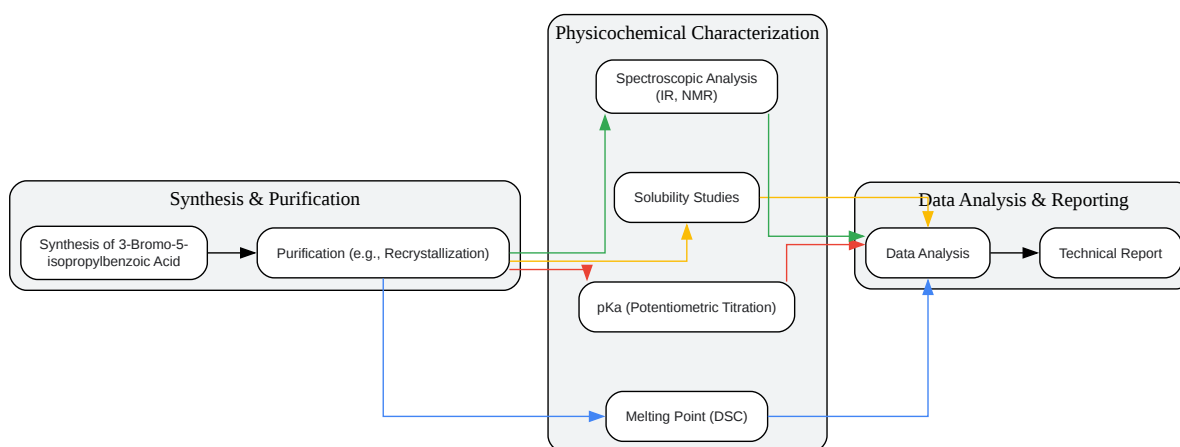 Physicochemical Characterization
Spectroscopic Analysis
(IR, NMR)
Solubility Studies
pKa (Potentiometric Titration)
Melting Point (DSC)
Synthesis & Purification
Synthesis of 3-Bromo-5-
isopropylbenzoic Acid
Purification (e.g., Recrystallization)
Data Analysis & Reporting
Data Analysis
Technical Report